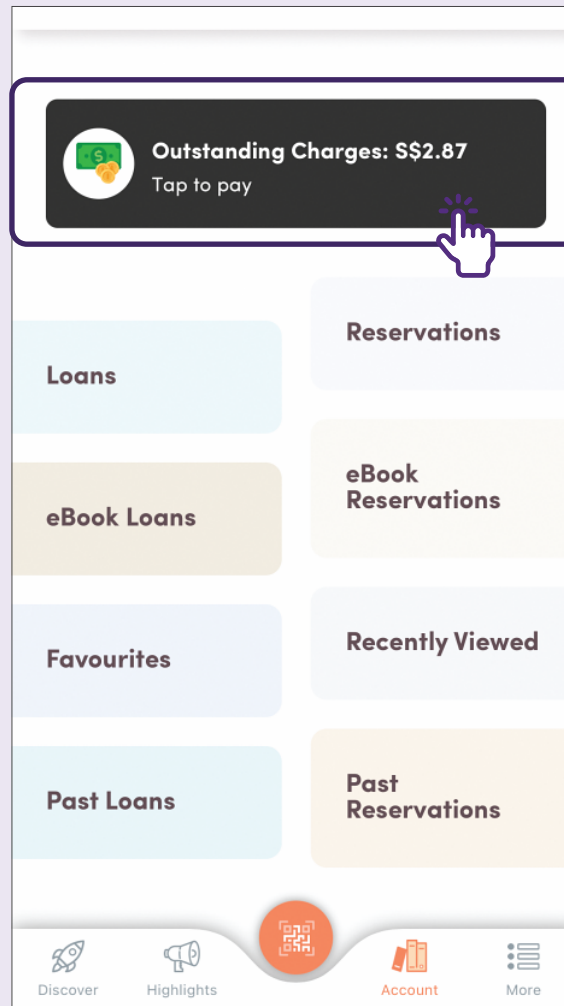 Outstanding Charges: S$2.87
Tap to pay
Loans
Reservations
eBook Loans
eBook
Reservations
Favourites
Recently Viewed
Past Loans
Past
Reservations
Discover
Highlights
Account
More